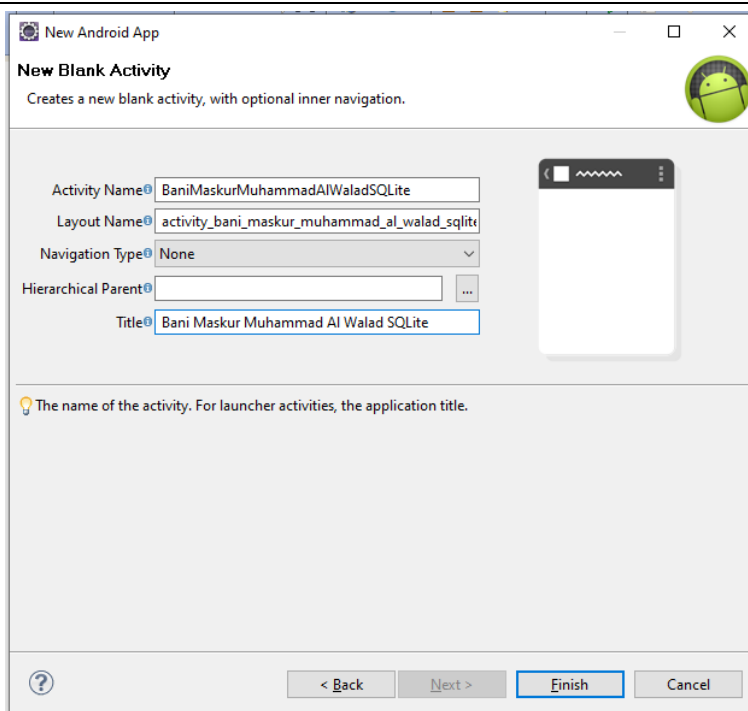 New Android App
New Blank Activity
Creates a new blank activity, with optional inner navigation.
Activity Name BaniMaskurMuhammadAlWaladSQLite
Layout Name activity_bani_maskur_muhammad_al_walad_sqlite
Navigation Type None
Hierarchical Parent ...
Title Bani Maskur Muhammad Al Walad SQLite
The name of the activity. For launcher activities, the application title.
? < Back Next > Finish Cancel